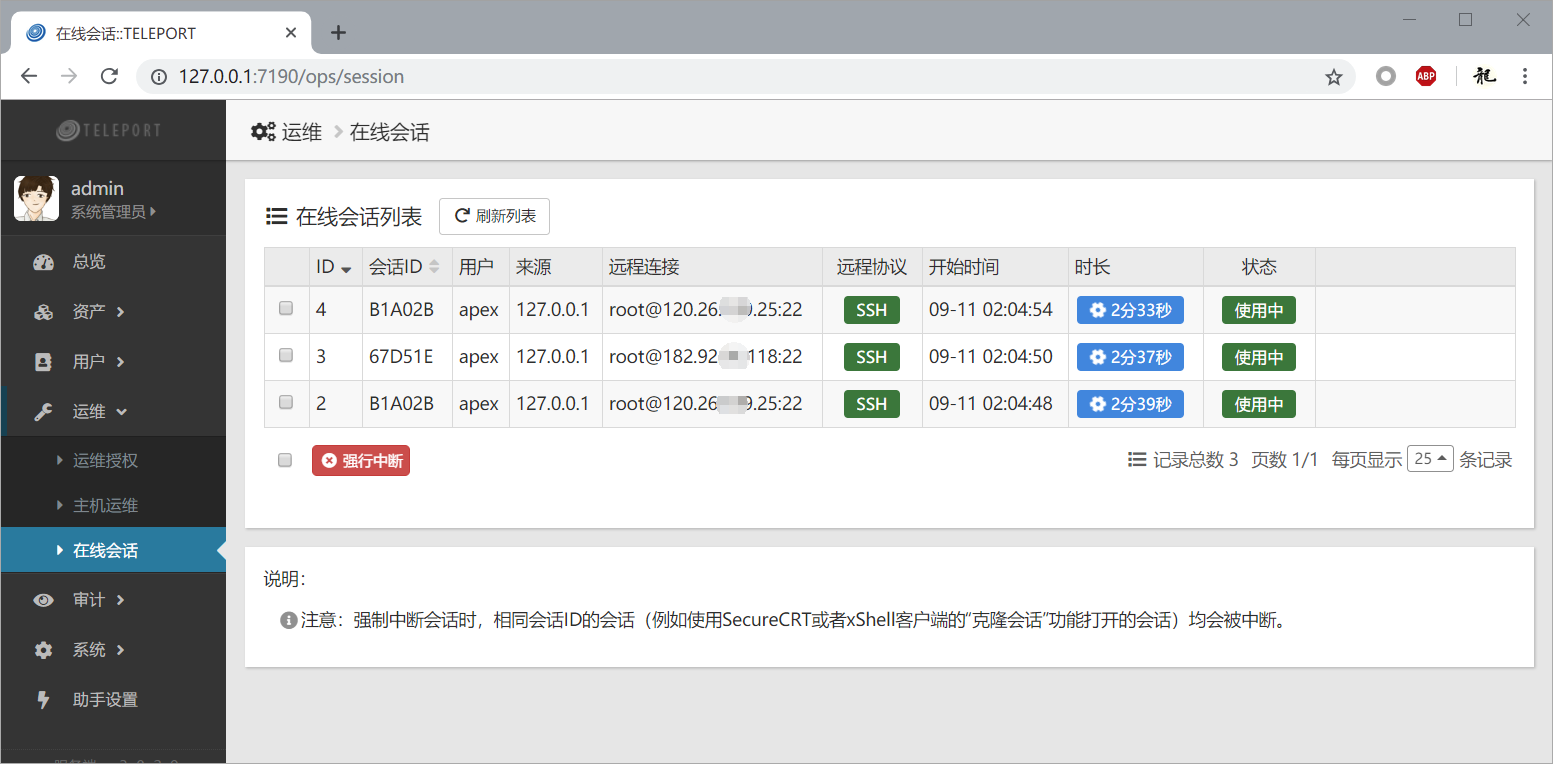 在线会话::TELEPORT
127.0.0.1:7190/ops/session
ABP
龍
TELEPORT
运维 在线会话
admin
系统管理员
总览
资产
用户
运维
运维授权
主机运维
在线会话
审计
系统
助手设置
在线会话列表 刷新列表
ID 会话ID 用户 来源 远程连接 远程协议 开始时间 时长 状态
4 B1A02B apex 127.0.0.1 root@120.26. .25:22 SSH 09-11 02:04:54 2分33秒 使用中
3 67D51E apex 127.0.0.1 root@182.92 118:22 SSH 09-11 02:04:50 2分37秒 使用中
2 B1A02B apex 127.0.0.1 root@120.26 .25:22 SSH 09-11 02:04:48 2分39秒 使用中
强行中断 记录总数 3 页数 1/1 每页显示 25 条记录
说明：
注意：强制中断会话时，相同会话ID的会话（例如使用SecureCRT或者xShell客户端的“克隆会话”功能打开的会话）均会被中断。